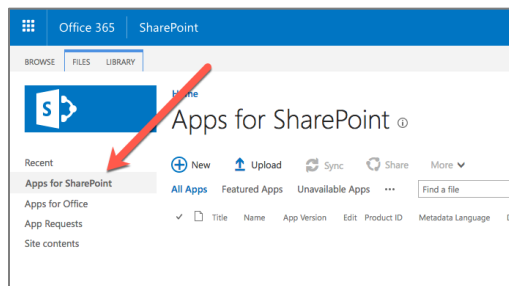 Office 365 SharePoint
BROWSE FILES LIBRARY
S
Home
Apps for SharePoint
Recent
Apps for SharePoint
Apps for Office
App Requests
Site contents
New Upload Sync Share More
All Apps Featured Apps Unavailable Apps ... Find a file
Title Name App Version Edit Product ID Metadata Language